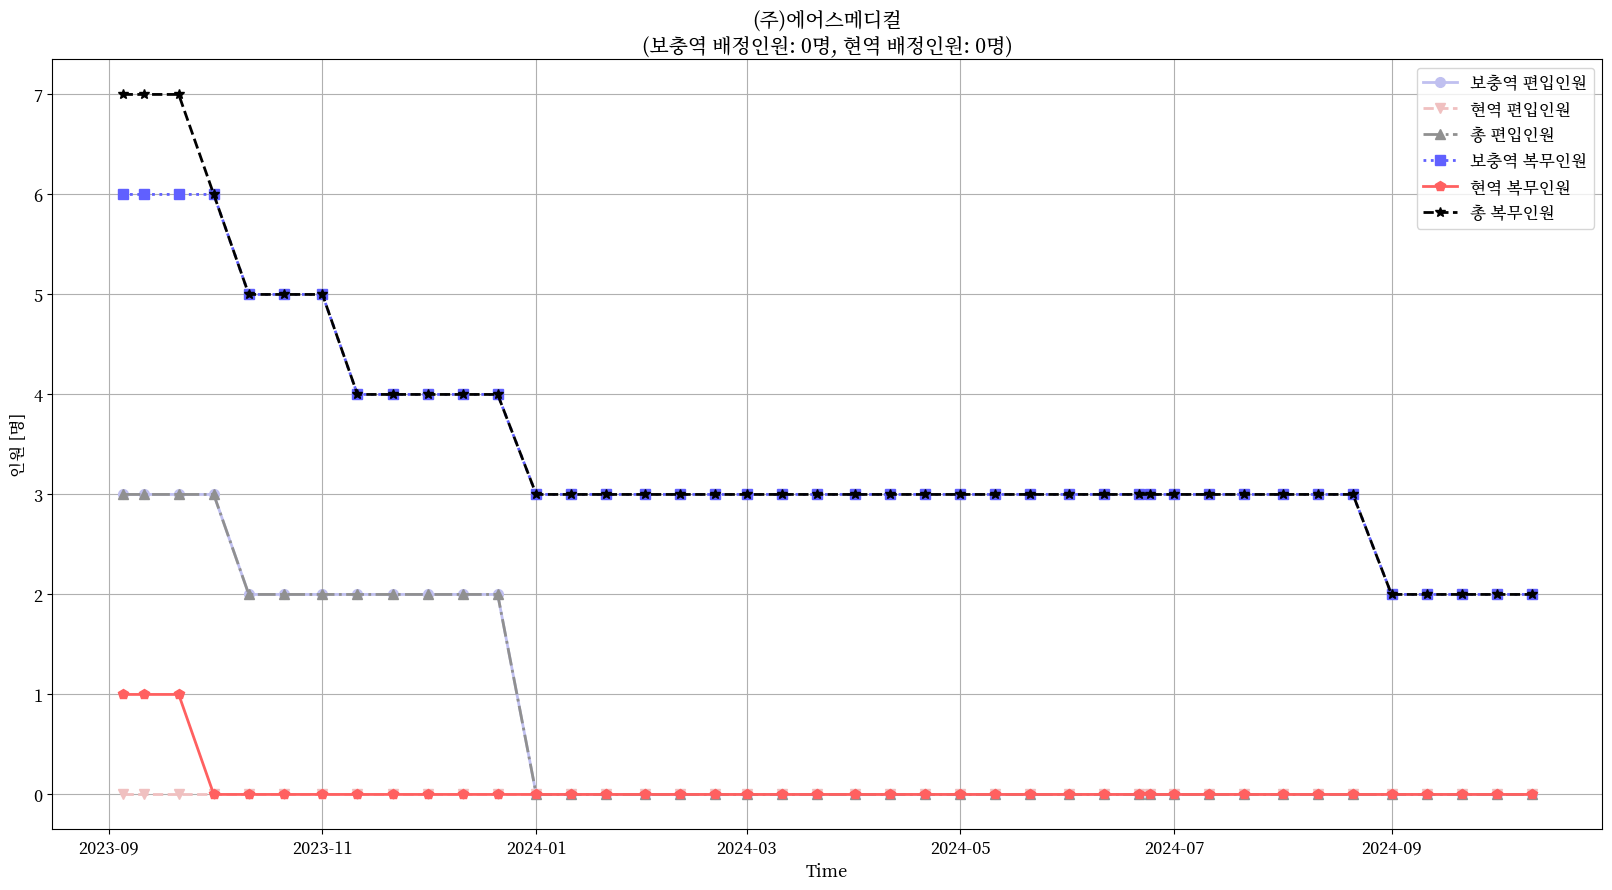 (주)에어스메디컬
(보충역 배정인원: 0명, 현역 배정인원: 0명)
보충역 편입인원
현역 편입인원
총 편입인원
보충역 복무인원
현역 복무인원
총 복무인원
인원 [명]
7
6
5
4
3
2
1
0
2023-09 2023-11 2024-01 2024-03 2024-05 2024-07 2024-09
Time